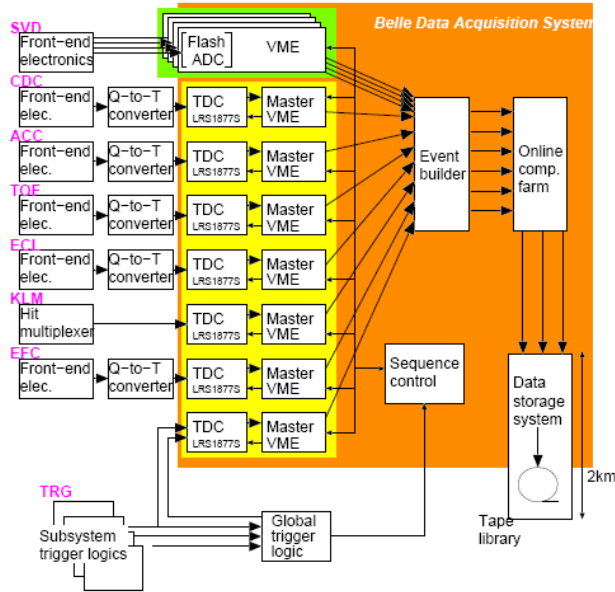 Belle Data Acquisition System
SVD
Front-end
electronics
Flash
ADC
VME
CDC
Front-end
elec.
Q-to-T
converter
TDC
LRS1877S
Master
VME
ACC
Front-end
elec.
Q-to-T
converter
TDC
LRS1877S
Master
VME
TOF
Front-end
elec.
Q-to-T
converter
TDC
LRS1877S
Master
VME
ECL
Front-end
elec.
Q-to-T
converter
TDC
LRS1877S
Master
VME
KLM
Hit
multiplexer
TDC
LRS1877S
Master
VME
EFC
Front-end
elec.
Q-to-T
converter
TDC
LRS1877S
Master
VME
TDC
LRS1877S
Master
VME
Event
builder
Online
comp.
farm
Sequence
control
Data
storage
system
2km
Tape
library
TRG
Subsystem
trigger logics
Global
trigger
logic